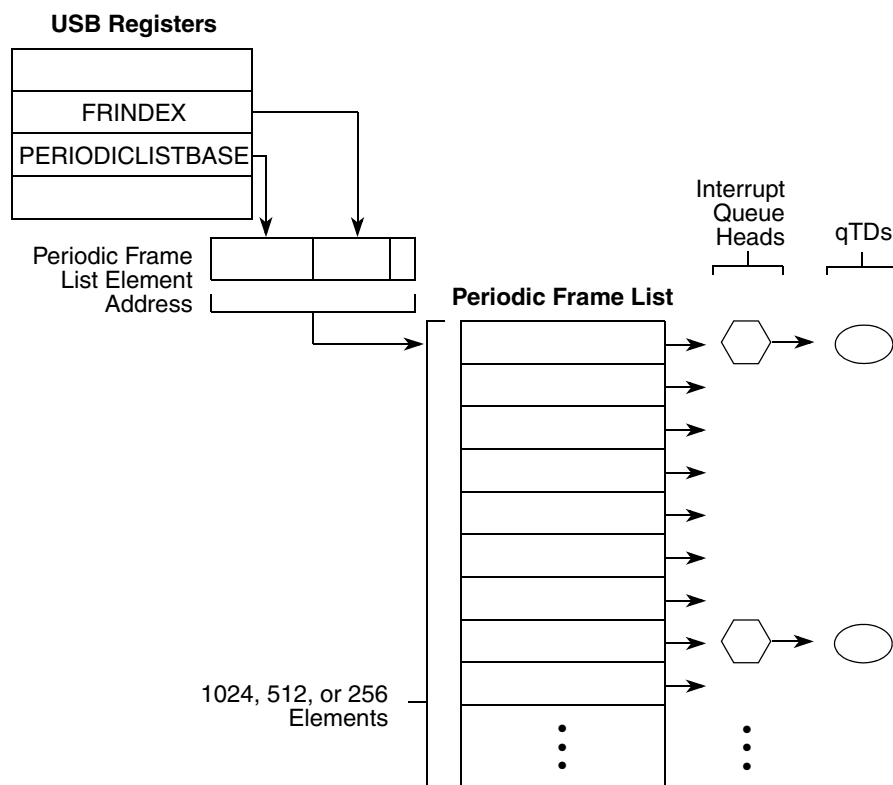 USB Registers
FRINDEX
PERIODICLISTBASE
Periodic Frame
List Element
Address
Interrupt
Queue
Heads
qTDs
Periodic Frame List
1024, 512, or 256
Elements